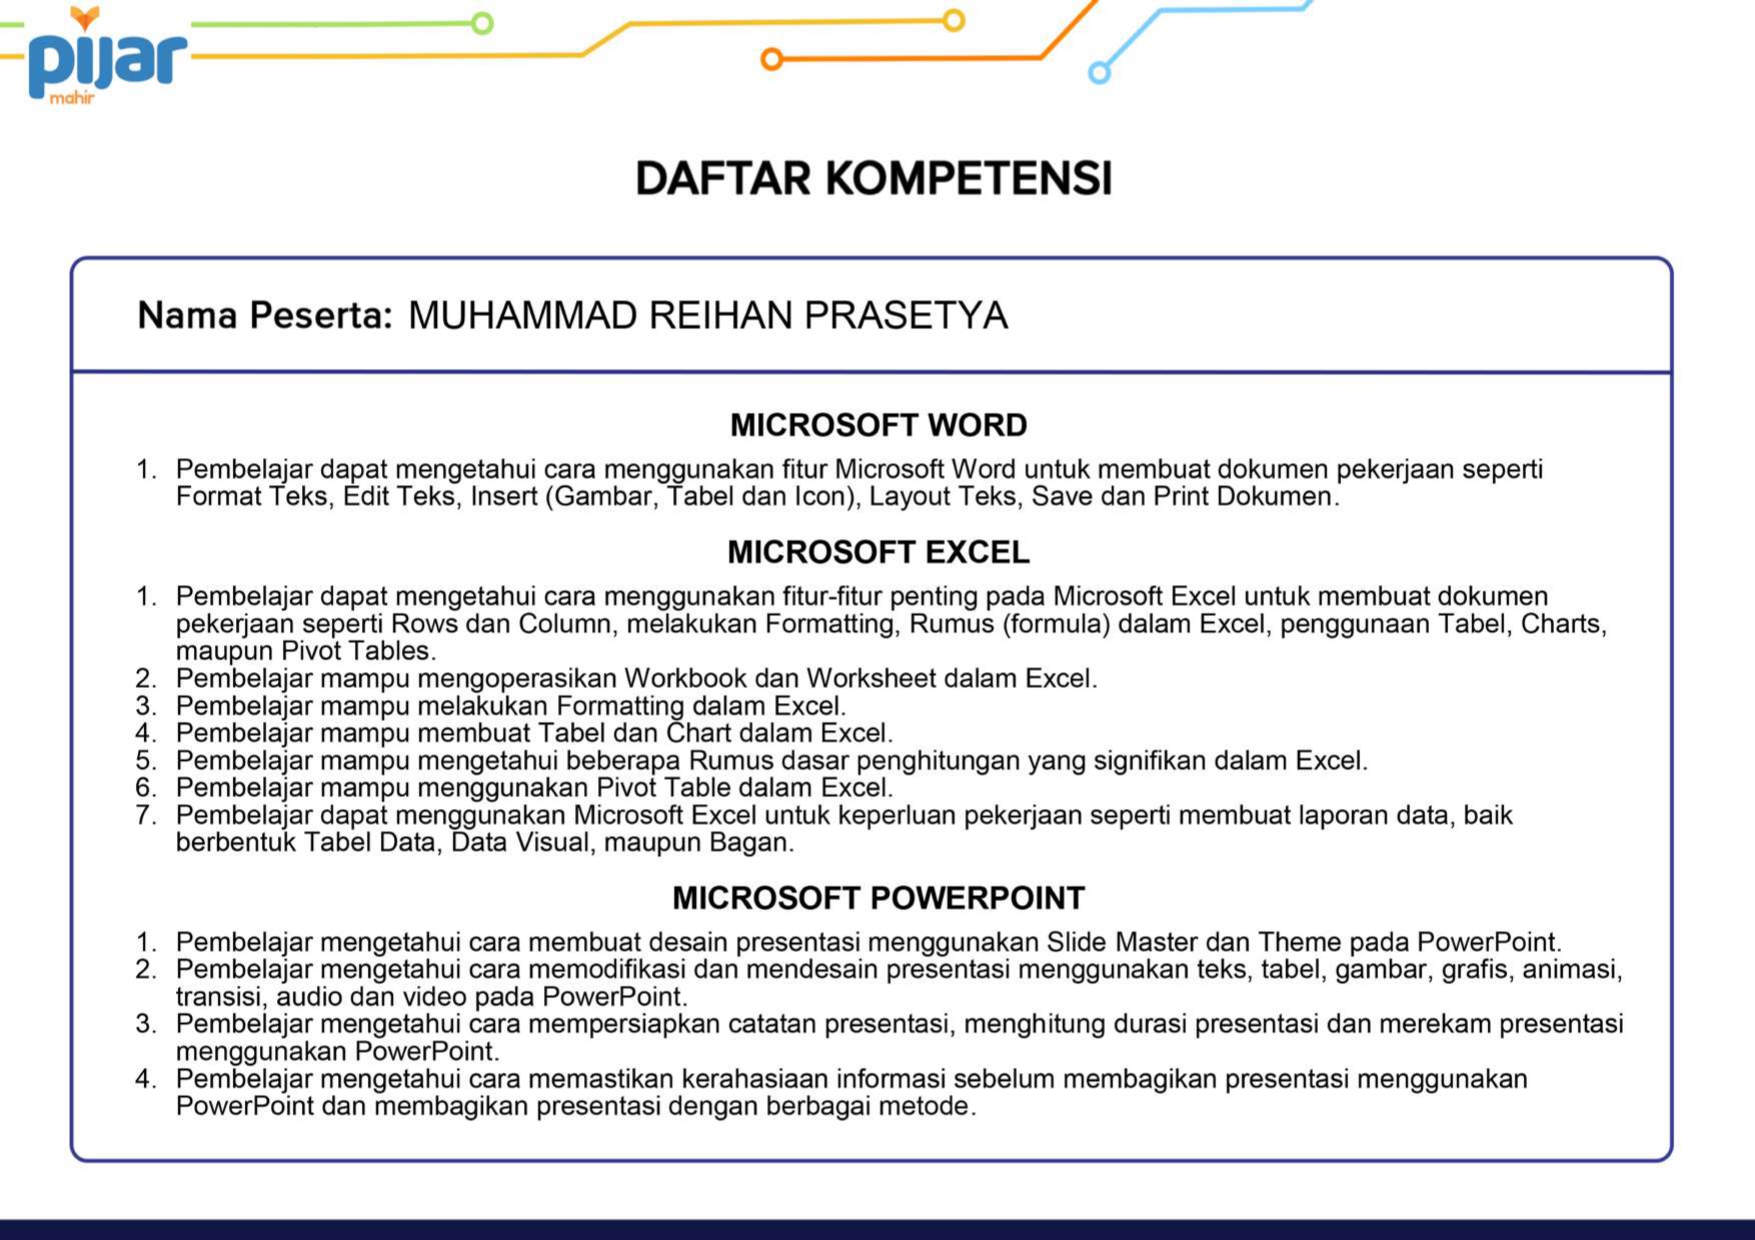 pijar
mahir
DAFTAR KOMPETENSI
Nama Peserta: MUHAMMAD REIHAN PRASETYA
MICROSOFT WORD
1. Pembelajar dapat mengetahui cara menggunakan fitur Microsoft Word untuk membuat dokumen pekerjaan seperti
Format Teks, Edit Teks, Insert (Gambar, Tabel dan Icon), Layout Teks, Save dan Print Dokumen.
MICROSOFT EXCEL
1. Pembelajar dapat mengetahui cara menggunakan fitur-fitur penting pada Microsoft Excel untuk membuat dokumen
pekerjaan seperti Rows dan Column, melakukan Formatting, Rumus (formula) dalam Excel, penggunaan Tabel, Charts,
maupun Pivot Tables.
2. Pembelajar mampu mengoperasikan Workbook dan Worksheet dalam Excel.
3. Pembelajar mampu melakukan Formatting dalam Excel.
4. Pembelajar mampu membuat Tabel dan Chart dalam Excel.
5. Pembelajar mampu mengetahui beberapa Rumus dasar penghitungan yang signifikan dalam Excel.
6. Pembelajar mampu menggunakan Pivot Table dalam Excel.
7. Pembelajar dapat menggunakan Microsoft Excel untuk keperluan pekerjaan seperti membuat laporan data, baik
berbentuk Tabel Data, Data Visual, maupun Bagan.
MICROSOFT POWERPOINT
1. Pembelajar mengetahui cara membuat desain presentasi menggunakan Slide Master dan Theme pada PowerPoint.
2. Pembelajar mengetahui cara memodifikasi dan mendesain presentasi menggunakan teks, tabel, gambar, grafis, animasi,
transisi, audio dan video pada PowerPoint.
3. Pembelajar mengetahui cara mempersiapkan catatan presentasi, menghitung durasi presentasi dan merekam presentasi
menggunakan PowerPoint.
4. Pembelajar mengetahui cara memastikan kerahasiaan informasi sebelum membagikan presentasi menggunakan
PowerPoint dan membagikan presentasi dengan berbagai metode.